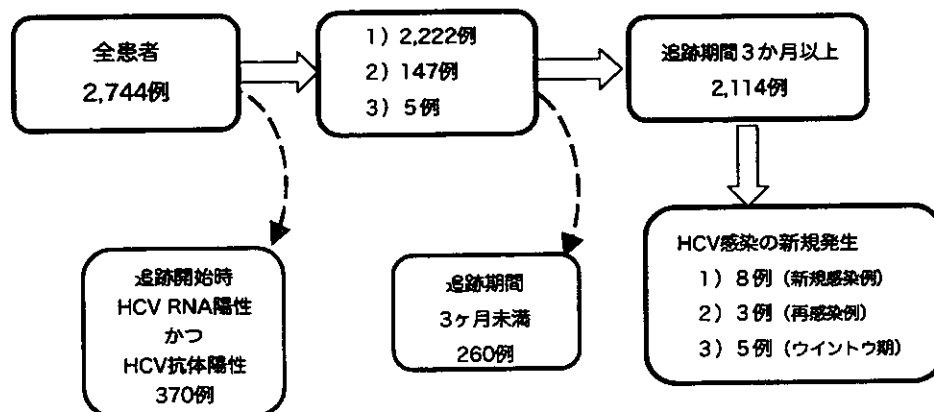 全患者
2,744例
1）2,222例
2）147例
3）5例
追跡期間３か月以上
2,114例
追跡開始時
HCV RNA陽性
かつ
HCV抗体陽性
370例
追跡期間
3ヶ月未満
260例
HCV感染の新規発生
1）8例（新規感染例）
2）3例（再感染例）
3）5例（ウイントウ期）